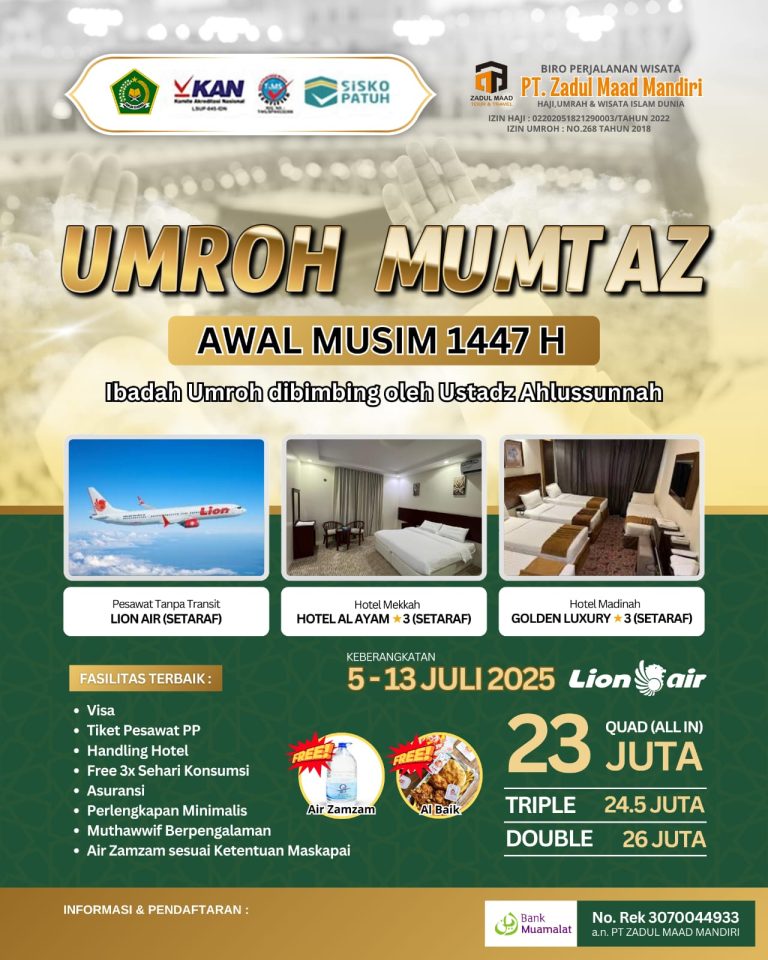 KAN
Komite Akreditasi Nasional
LSUP-045-IDN
SISKO
PATUH
ZADUL MAAD
TOUR & TRAVEL
BIRO PERJALANAN WISATA
PT. Zadul Maad Mandiri
HAJI,UMRAH & WISATA ISLAM DUNIA
IZIN HAJI : 02202051821290003/TAHUN 2022
IZIN UMROH : NO.268 TAHUN 2018
UMROH MUMTAZ
AWAL MUSIM 1447 H
Ibadah Umroh dibimbing oleh Ustadz Ahlussunnah
Lion
Pesawat Tanpa Transit
LION AIR (SETARAF)
Hotel Mekkah
HOTEL AL AYAM ★3 (SETARAF)
Hotel Madinah
GOLDEN LUXURY ★3 (SETARAF)
KEBERANGKATAN
5 - 13 JULI 2025
Lion air
FASILITAS TERBAIK :
• Visa
• Tiket Pesawat PP
• Handling Hotel
• Free 3x Sehari Konsumsi
• Asuransi
• Perlengkapan Minimalis
• Muthawwif Berpengalaman
• Air Zamzam sesuai Ketentuan Maskapai
FREE!
Air Zamzam
FREE!
Al Baik
23 JUTA
QUAD (ALL IN)
TRIPLE 24.5 JUTA
DOUBLE 26 JUTA
INFORMASI & PENDAFTARAN :
Bank
Muamalat
No. Rek 3070044933
a.n. PT ZADUL MAAD MANDIRI